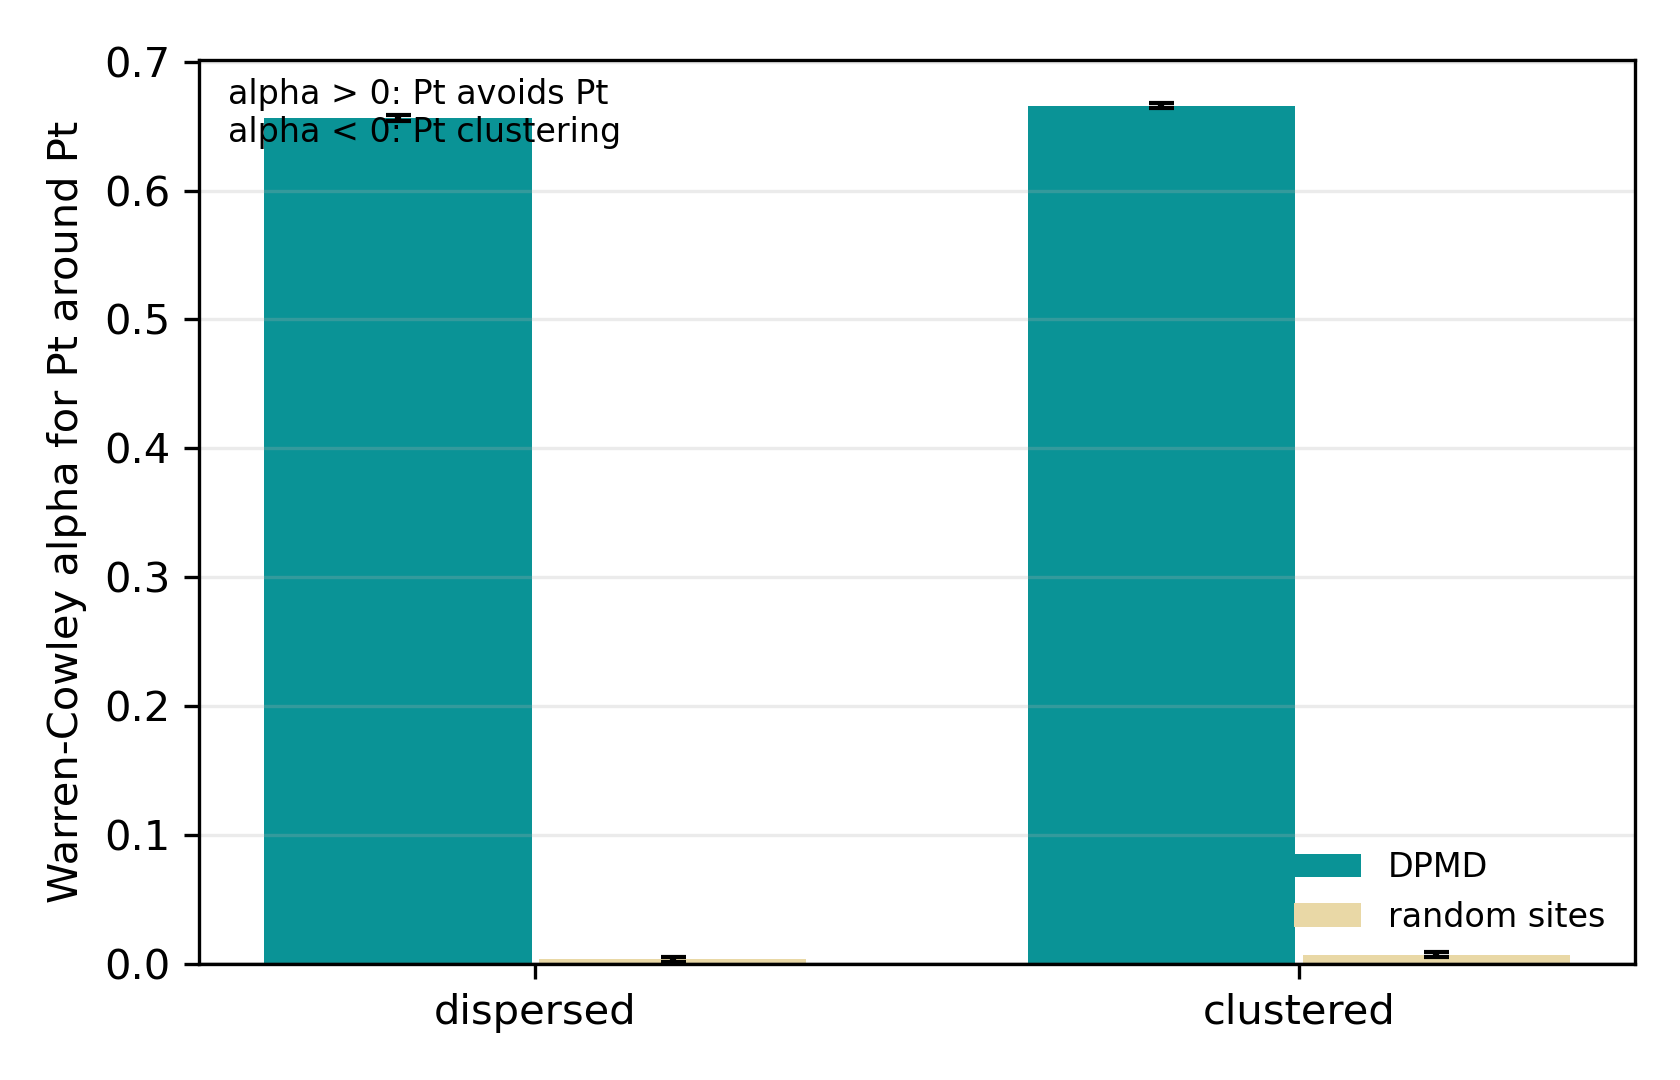 0.7
0.6
0.5
0.4
0.3
0.2
0.1
0.0
Warren-Cowley alpha for Pt around Pt
alpha > 0: Pt avoids Pt
alpha < 0: Pt clustering
DPMD
random sites
dispersed
clustered